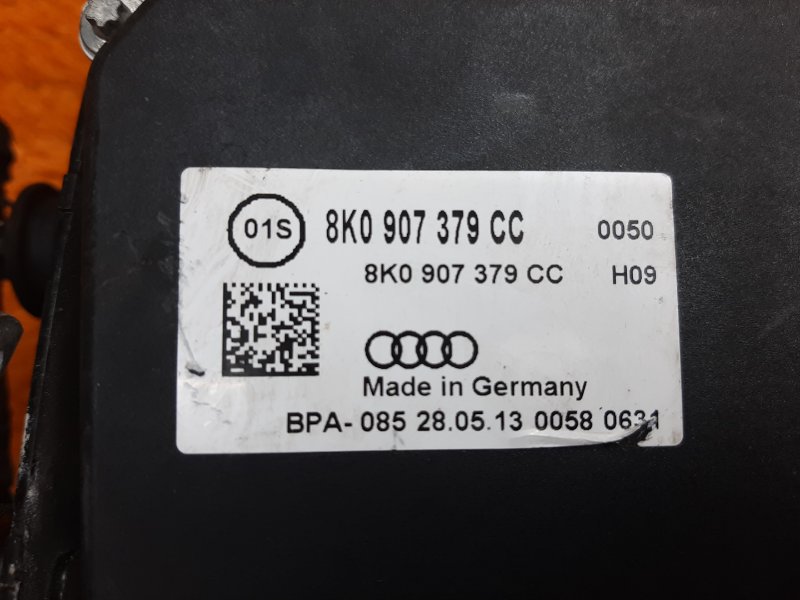 01S 8K0 907 379 CC 0050
8K0 907 379 CC H09
Made in Germany
BPA- 085 28.05.13 0058 0631